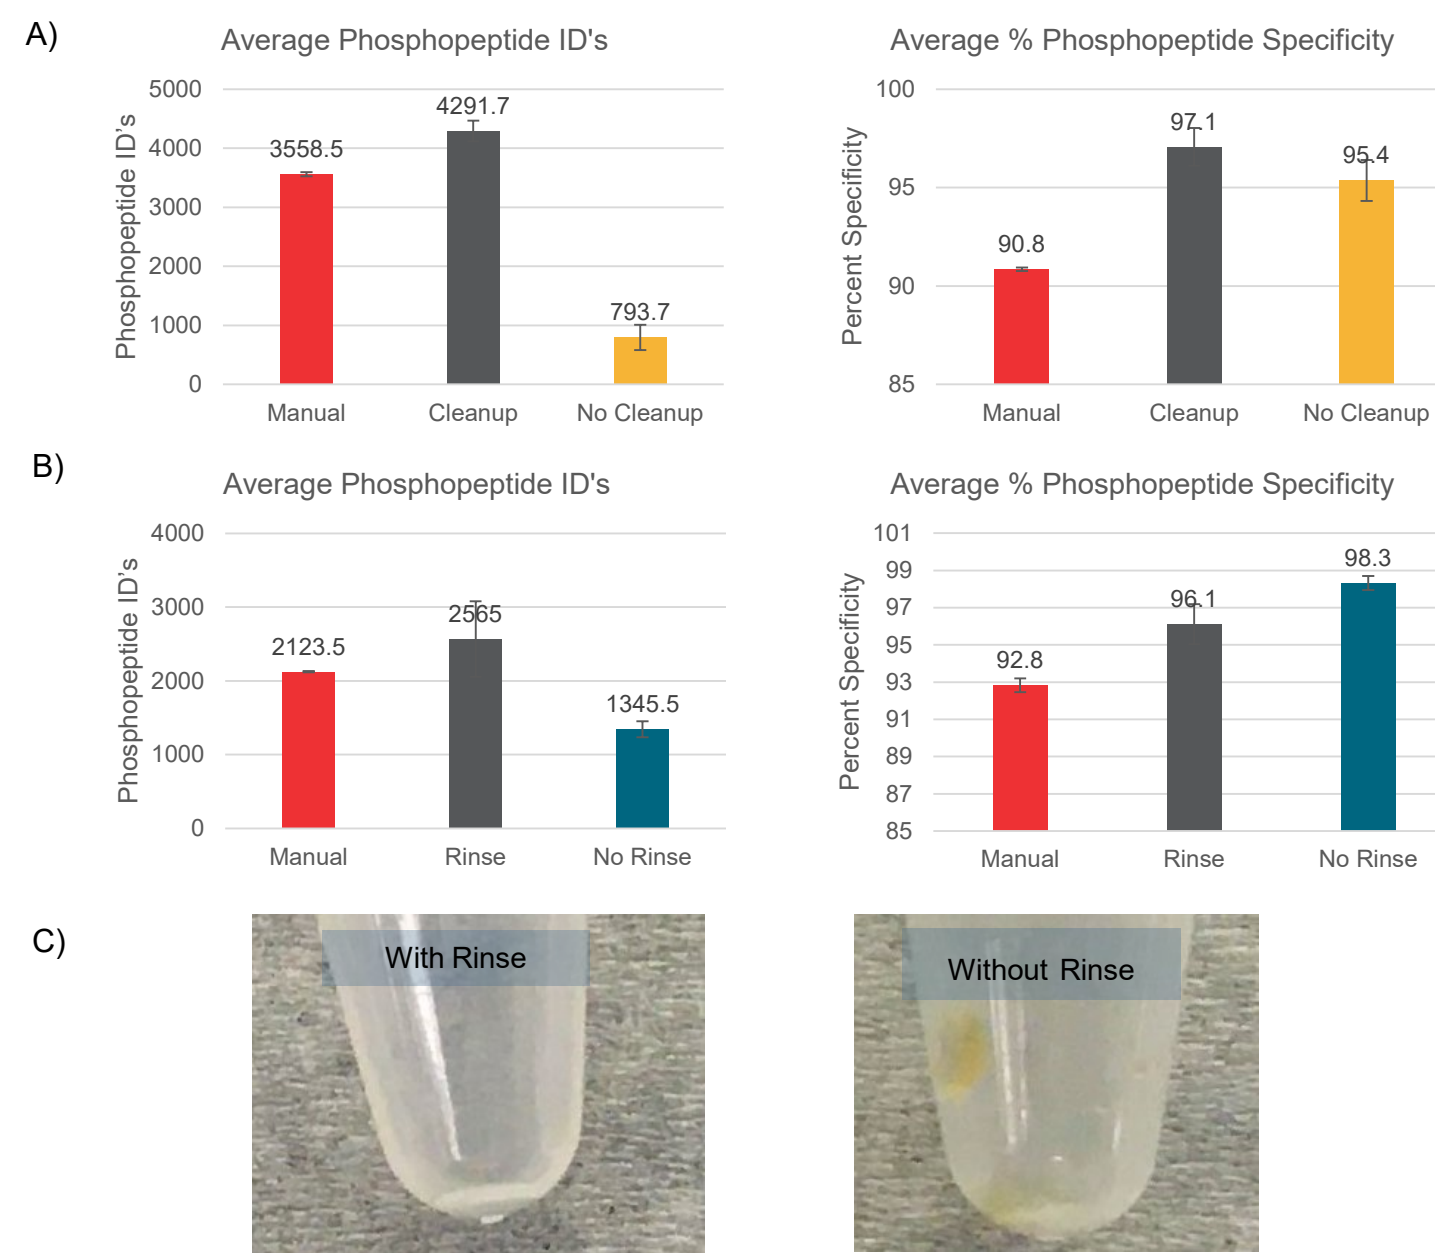 A)
Average Phosphopeptide ID's
Phosphopeptide ID's
5000
4000
3000
2000
1000
0
3558.5
4291.7
793.7
Manual
Cleanup
No Cleanup
Average % Phosphopeptide Specificity
Percent Specificity
100
95
90
85
90.8
97.1
95.4
Manual
Cleanup
No Cleanup
B)
Average Phosphopeptide ID's
Phosphopeptide ID's
4000
3000
2000
1000
0
2123.5
2565
1345.5
Manual
Rinse
No Rinse
Average % Phosphopeptide Specificity
Percent Specificity
101
99
97
95
93
91
89
87
85
92.8
96.1
98.3
Manual
Rinse
No Rinse
C)
With Rinse
Without Rinse